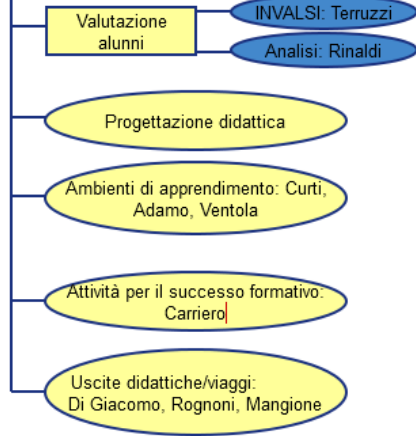 Valutazione
alunni
INVALSI: Terruzzi
Analisi: Rinaldi
Progettazione didattica
Ambienti di apprendimento: Curti,
Adamo, Ventola
Attività per il successo formativo:
Carriero
Uscite didattiche/viaggi:
Di Giacomo, Rognoni, Mangione